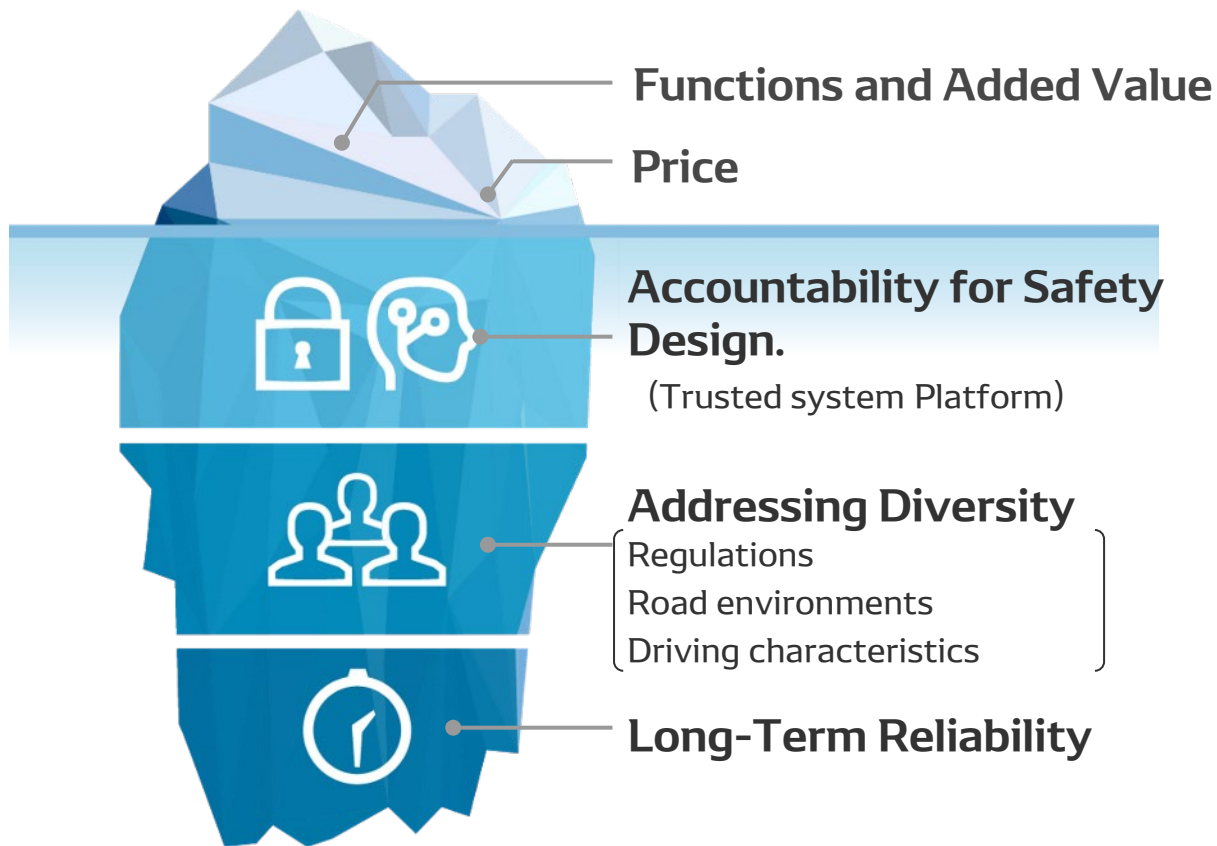 Functions and Added Value
Price
Accountability for Safety
Design.
(Trusted system Platform)
Addressing Diversity
Regulations
Road environments
Driving characteristics
Long-Term Reliability